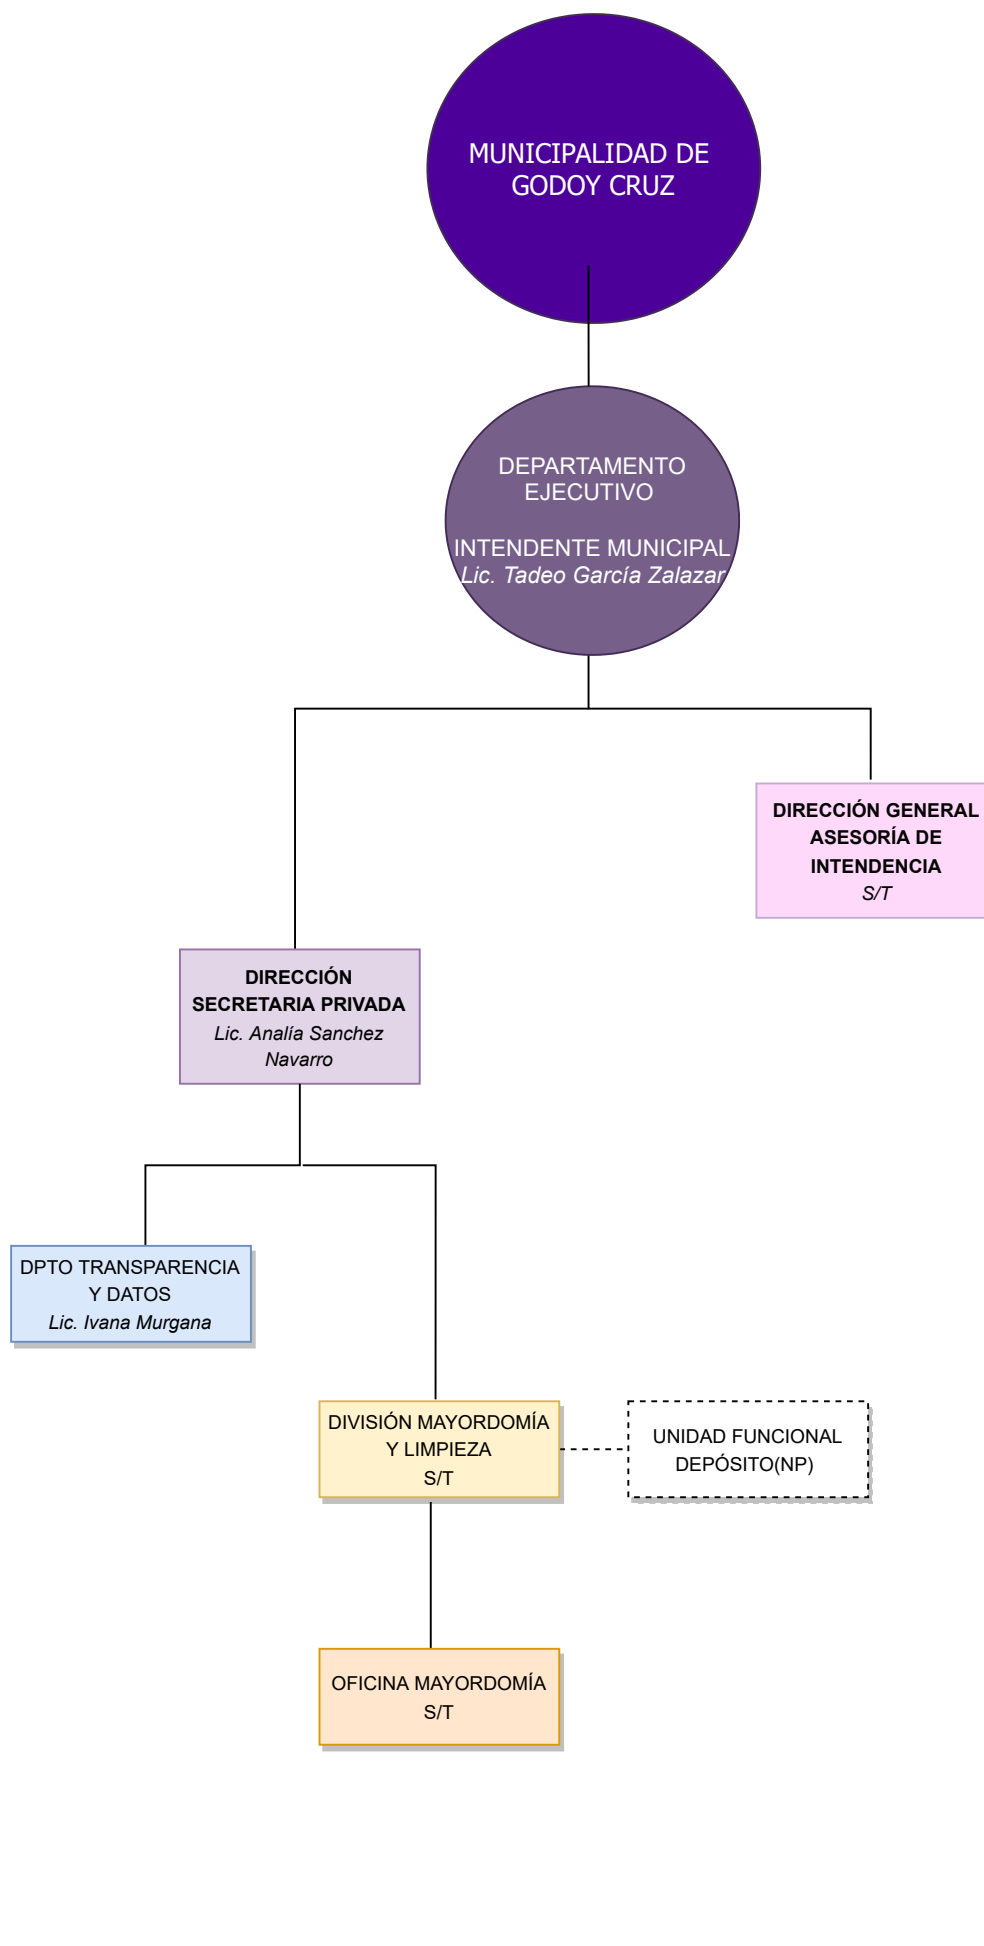 MUNICIPALIDAD DE
GODOY CRUZ
DEPARTAMENTO
EJECUTIVO
INTENDENTE MUNICIPAL
Lic. Tadeo García Zalazar
DIRECCIÓN GENERAL
ASESORÍA DE
INTENDENCIA
S/T
DIRECCIÓN
SECRETARIA PRIVADA
Lic. Analía Sanchez
Navarro
DPTO TRANSPARENCIA
Y DATOS
Lic. Ivana Murgana
DIVISIÓN MAYORDOMÍA
Y LIMPIEZA
S/T
UNIDAD FUNCIONAL
DEPÓSITO(NP)
OFICINA MAYORDOMÍA
S/T